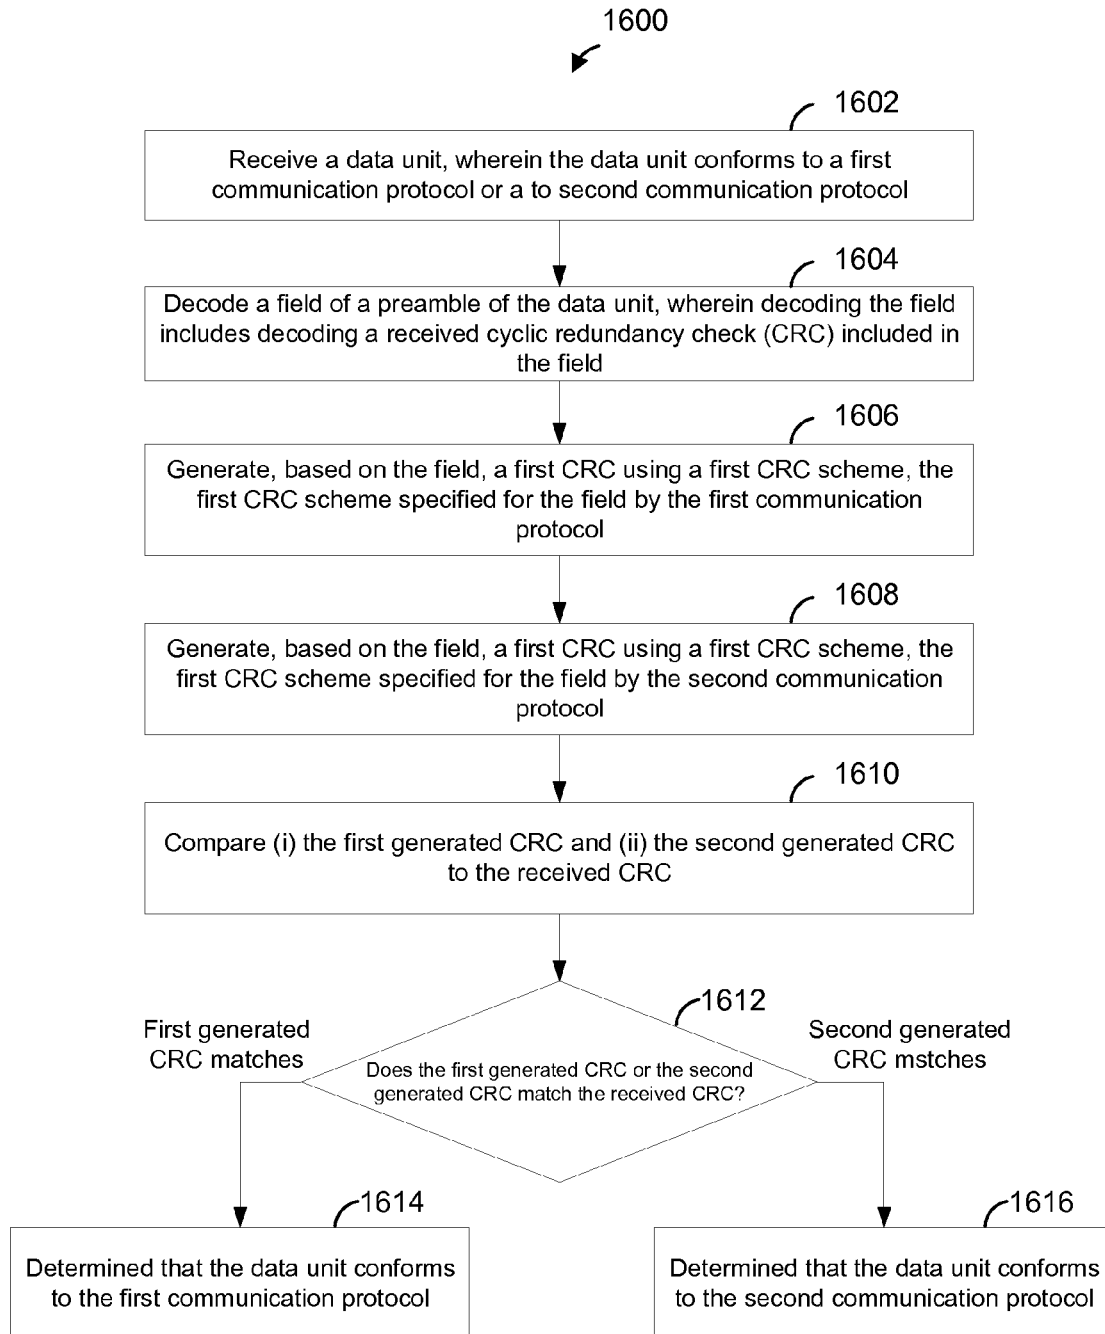 1600
1602
Receive a data unit, wherein the data unit conforms to a first
communication protocol or a to second communication protocol
1604
Decode a field of a preamble of the data unit, wherein decoding the field
includes decoding a received cyclic redundancy check (CRC) included in
the field
1606
Generate, based on the field, a first CRC using a first CRC scheme, the
first CRC scheme specified for the field by the first communication
protocol
1608
Generate, based on the field, a first CRC using a first CRC scheme, the
first CRC scheme specified for the field by the second communication
protocol
1610
Compare (i) the first generated CRC and (ii) the second generated CRC
to the received CRC
1612
First generated
CRC matches
Second generated
CRC mstches
Does the first generated CRC or the second
generated CRC match the received CRC?
1614
Determined that the data unit conforms
to the first communication protocol
1616
Determined that the data unit conforms
to the second communication protocol